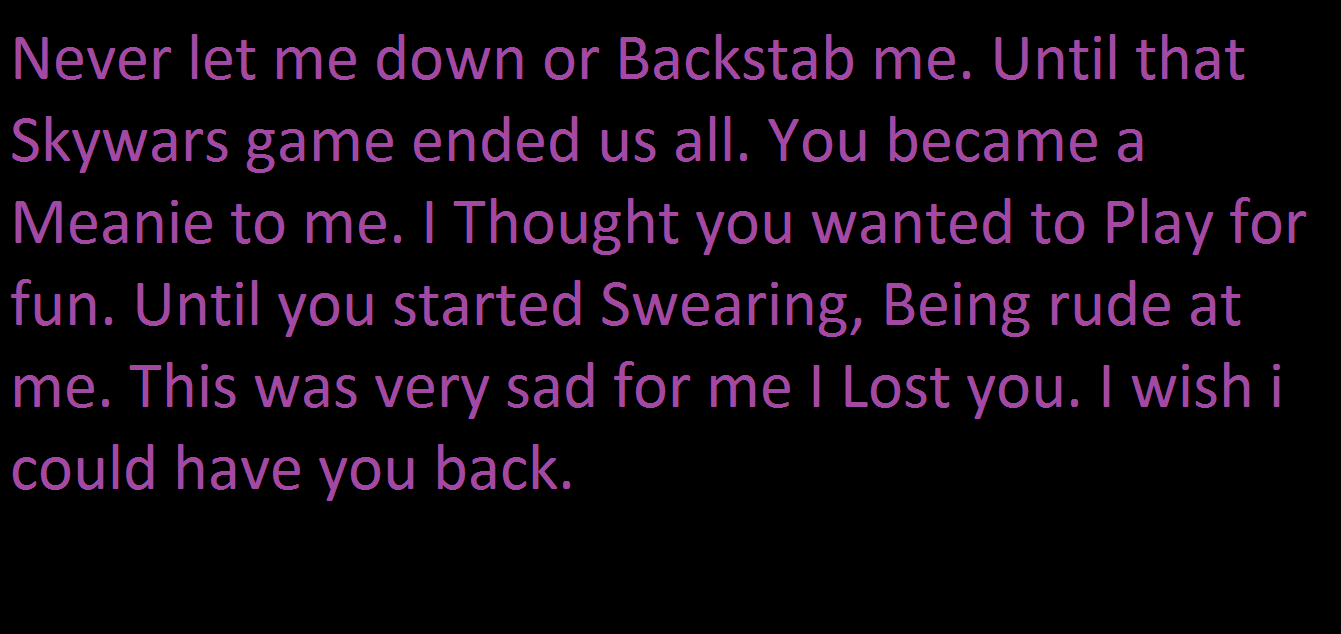 Never let me down or Backstab me. Until that
Skywars game ended us all. You became a
Meanie to me. I Thought you wanted to Play for
fun. Until you started Swearing, Being rude at
me. This was very sad for me I Lost you. I wish i
could have you back.